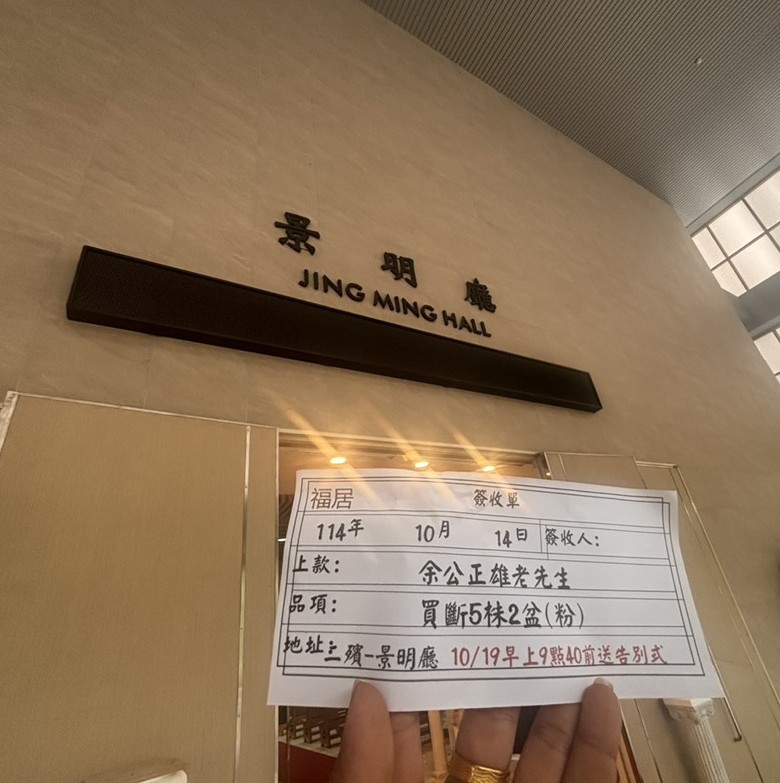 景明廳
JING MING HALL
福居 簽收單
114年 10月 14日 簽收人:
上款: 余公正雄老先生
品項: 買斷5株2盆(粉)
地址: 二殯-景明廳 10/19早上9點40前送告別式